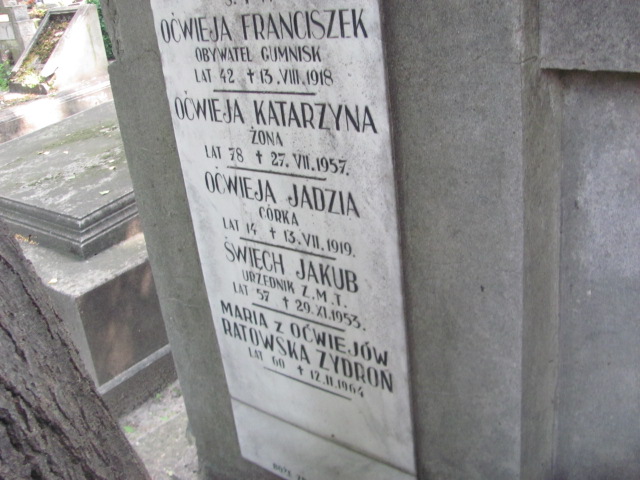 OĆWIEJA FRANCISZEK
OBYWATEL GUMNISK
LAT 42 + 13.VIII.1918
OĆWIEJA KATARZYNA
ŻONA
LAT 78 + 27.VII.1957.
OĆWIEJA JADZIA
CÓRKA
LAT 14 + 13.VII.1919.
ŚWIECH JAKUB
URZĘDNIK Z.M.T.
LAT 57 + 29.XI.1953.
MARIA Z OĆWIEJÓW
RATOWSKA ZYDROŃ
LAT 60 + 12.II.1964
BOŻE